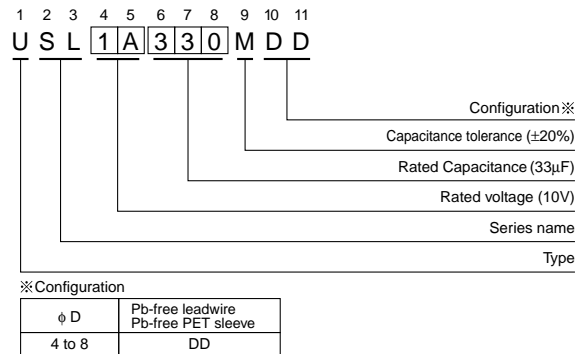 1 2 3 4 5 6 7 8 9 10 11
U S L 1 A 3 3 0 M D D
Configuration※
Capacitance tolerance (±20%)
Rated Capacitance (33µF)
Rated voltage (10V)
Series name
Type
※Configuration
ϕ D
Pb-free leadwire
Pb-free PET sleeve
4 to 8
DD